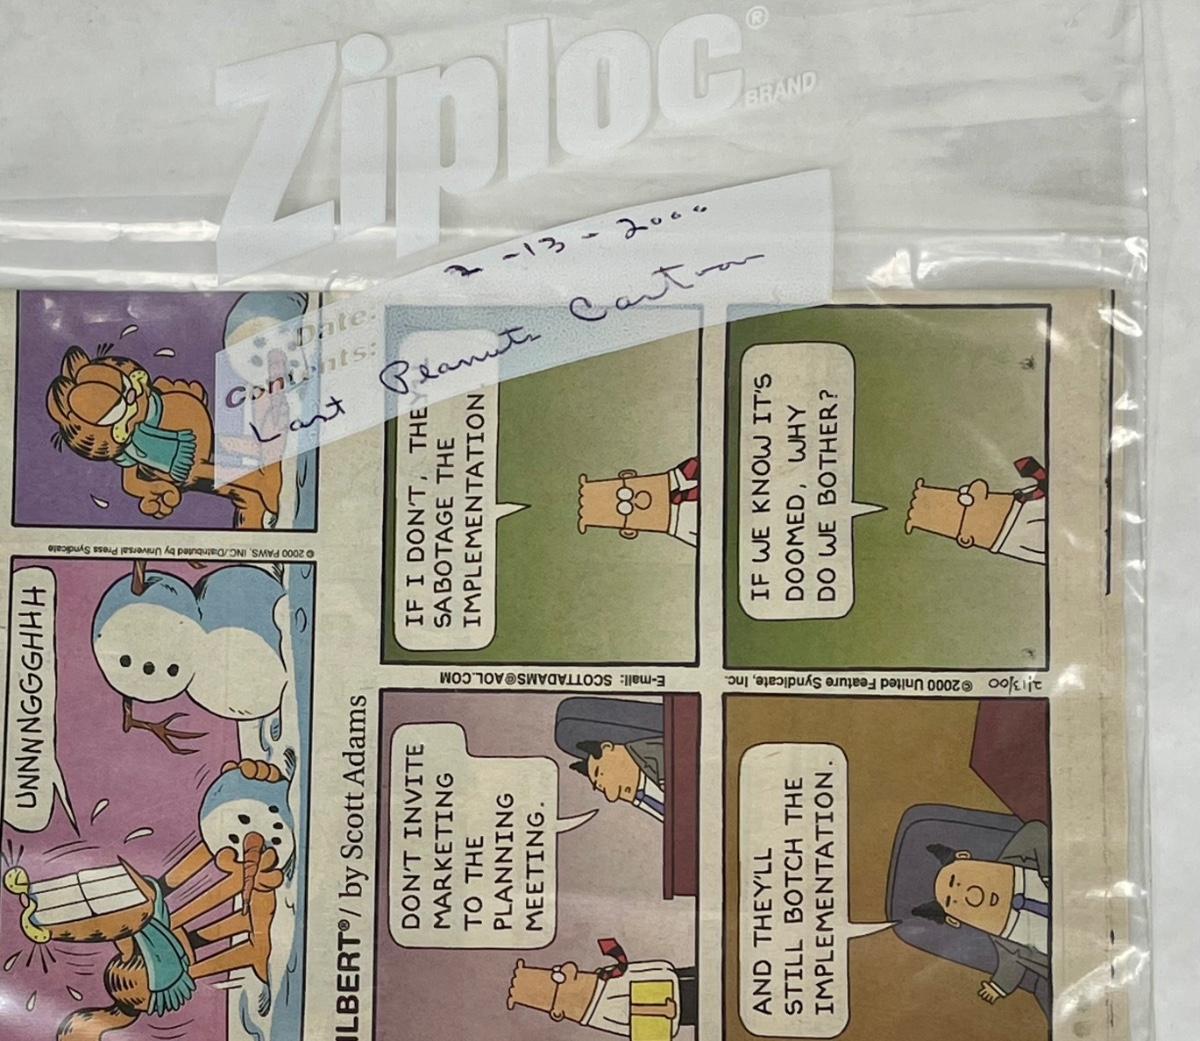 Ziploc®
BRAND
Date: 2-13-2000
Contents:
Last Peanuts Cartoon
UNNNNGGGHHH
© 2000 PAWS, INC./Distributed by Universal Press Syndicate
ILBERT®/ by Scott Adams
DON'T INVITE
MARKETING
TO THE
PLANNING
MEETING.
E-mail: SCOTTADAMS@AOL.COM
IF I DON'T, THEY
SABOTAGE THE
IMPLEMENTATION
AND THEY'LL
STILL BOTCH THE
IMPLEMENTATION.
2/13/00 © 2000 United Feature Syndicate, Inc.
IF WE KNOW IT'S
DOOMED, WHY
DO WE BOTHER?